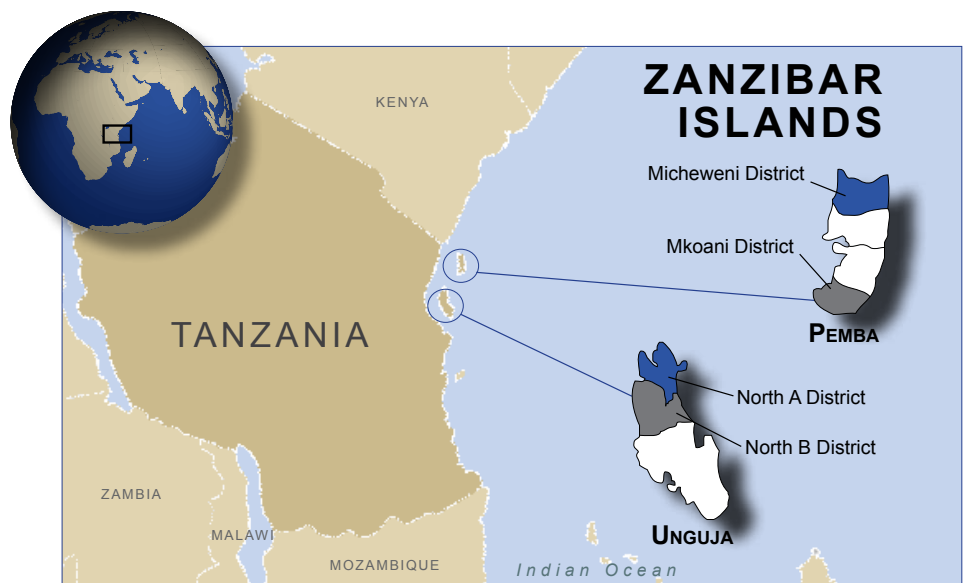 KENYA
ZANZIBAR
ISLANDS
Micheweni District
Mkoani District
PEMBA
TANZANIA
North A District
North B District
ZAMBIA
MALAWI
UNGUJA
MOZAMBIQUE
Indian Ocean